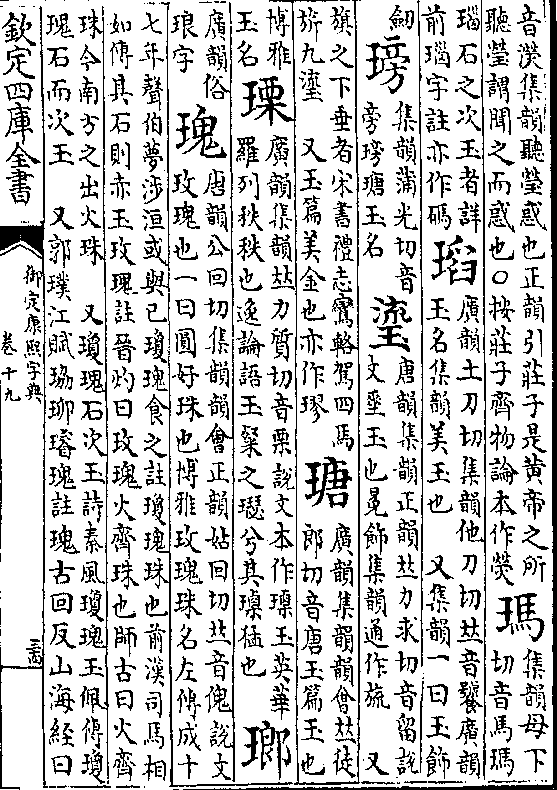 音濙集韻聽瑩惑也正韻引莊子是黄帝之所
聽瑩謂聞之而惑也○按莊子齊物論本作熒
瑪
集韻母下
切音馬瑪
瑙石之次玉者詳
前瑙字註亦作碼
瑫
廣韻土刀切集韻他刀切𠀤音饕廣韻
玉名集韻美玉也 又集韻一曰玉飾
劒
瑏
集韻蒲光切音
旁塝瑭玉名
瑬
唐韻集韻正韻𠀤力求切音留說
文垂玉也冕飾集韻通作旒 又
旗之下垂者宋書禮志鸞輅駕四馬
旂九瑬 又玉篇美金也亦作璆
瑭
廣韻集韻韻會𠀤徒
郎切音唐玉篇玉也
博雅
玉名
瑮
廣韻集韻𠀤力質切音栗說文本作瑮玉英華
羅列秩秩也逸論語玉粲之瑟兮其瑮猛也
瑯
廣韻俗
琅字
瑰
唐韻公回切集韻韻會正韻姑回切𠀤音傀說文
玫瑰也一曰圓好珠也博雅玫瑰珠名左傳成十
七年聲伯夢涉洹或與己瓊瑰食之註瓊瑰珠也前漢司馬相
如傳其石則赤玉玫瑰註晉灼曰玫瑰火齊珠也師古曰火齊
珠今南方之出火珠 又瓊瑰石次玉詩秦風瓊瑰玉佩傳瓊
瑰石而次玉 又郭璞江賦珕珋璿瑰註瑰古回反山海經曰
欽定四庫全書
御定康熙字典
卷十九